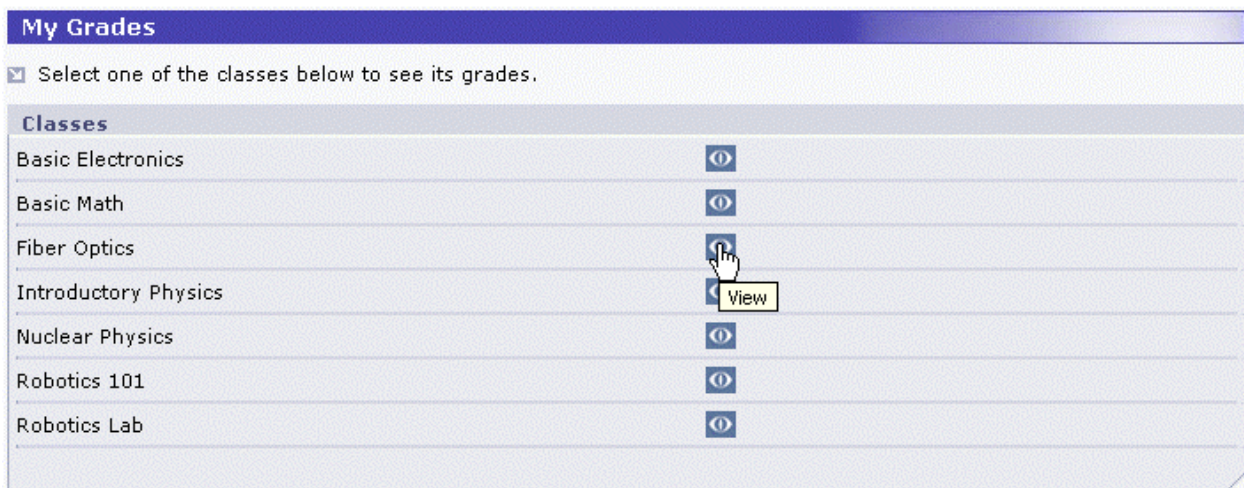 My Grades
Select one of the classes below to see its grades.
Classes
Basic Electronics
Basic Math
Fiber Optics
Introductory Physics
View
Nuclear Physics
Robotics 101
Robotics Lab